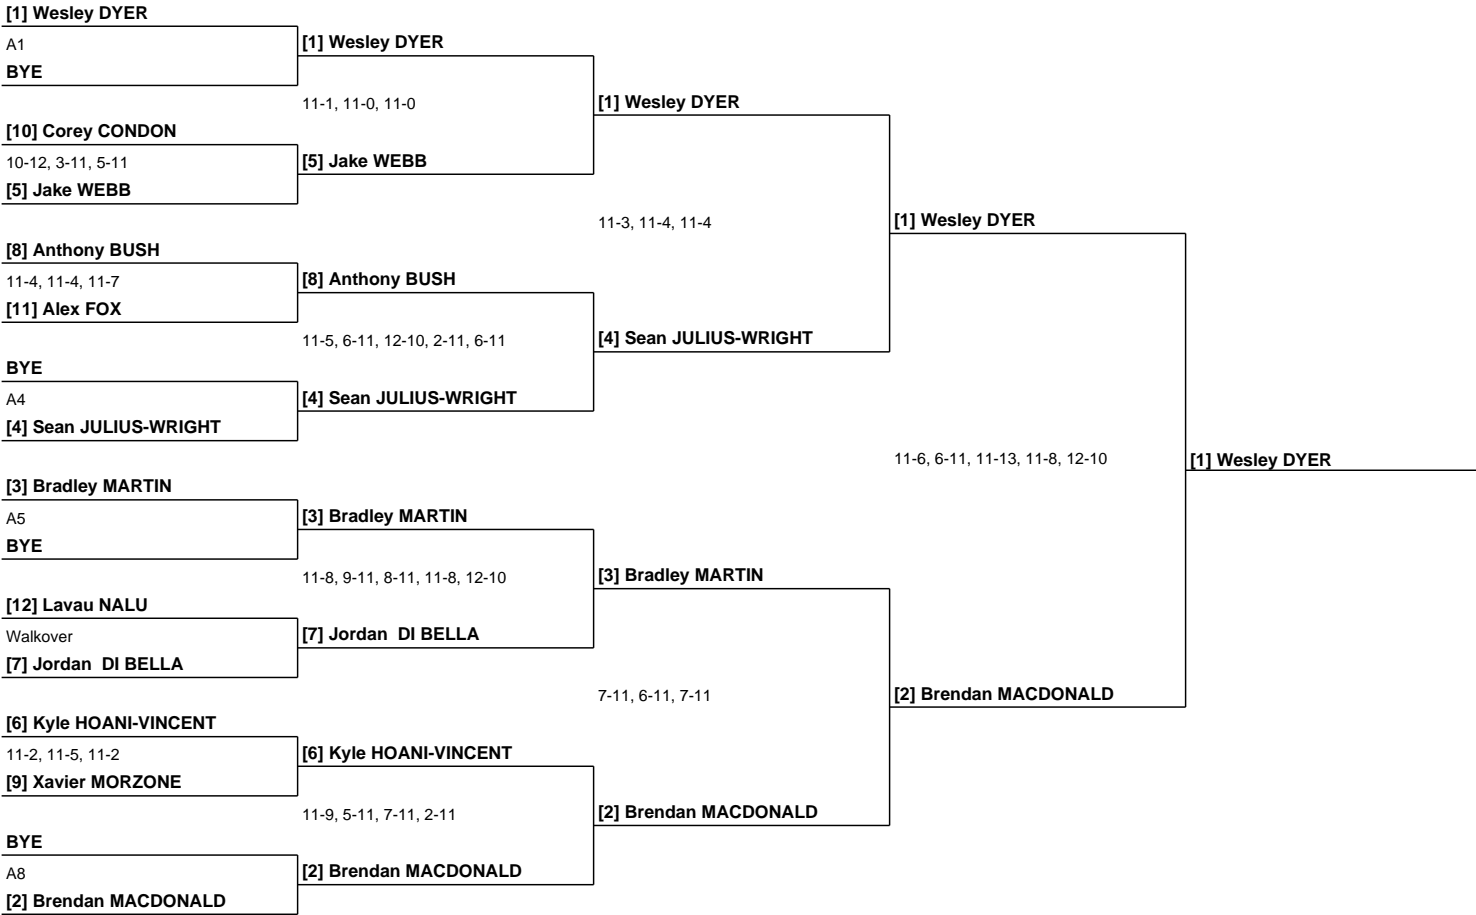 [1] Wesley DYER
A1
BYE
[10] Corey CONDON
10-12, 3-11, 5-11
[5] Jake WEBB
[8] Anthony BUSH
11-4, 11-4, 11-7
[11] Alex FOX
BYE
A4
[4] Sean JULIUS-WRIGHT
[3] Bradley MARTIN
A5
BYE
[12] Lavau NALU
Walkover
[7] Jordan  DI BELLA
[6] Kyle HOANI-VINCENT
11-2, 11-5, 11-2
[9] Xavier MORZONE
BYE
A8
[2] Brendan MACDONALD
[1] Wesley DYER
11-1, 11-0, 11-0
[5] Jake WEBB
[8] Anthony BUSH
11-5, 6-11, 12-10, 2-11, 6-11
[4] Sean JULIUS-WRIGHT
[3] Bradley MARTIN
11-8, 9-11, 8-11, 11-8, 12-10
[7] Jordan  DI BELLA
[6] Kyle HOANI-VINCENT
11-9, 5-11, 7-11, 2-11
[2] Brendan MACDONALD
[1] Wesley DYER
11-3, 11-4, 11-4
[4] Sean JULIUS-WRIGHT
[3] Bradley MARTIN
7-11, 6-11, 7-11
[2] Brendan MACDONALD
[1] Wesley DYER
11-6, 6-11, 11-13, 11-8, 12-10
[2] Brendan MACDONALD
[1] Wesley DYER